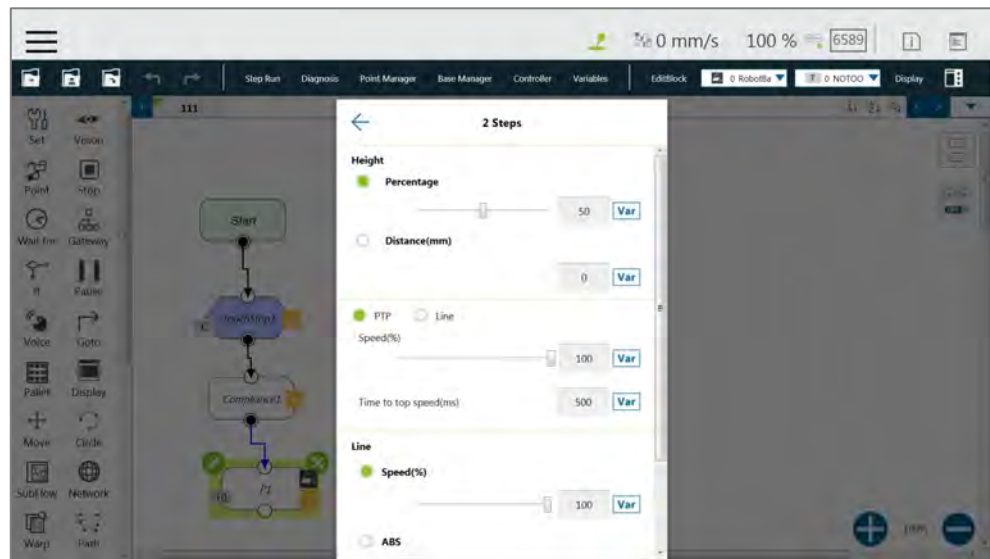 0 mm/s 100 % 6589
Step Run Diagnosis Point Manager Base Manager Controller Variables EditBlock 0 RobotBa T 0 NOTOO Display
111
Set Vision
Point Stop
Wait for Gateway
If Pause
Voice Goto
Pallet Display
Move Circle
SubFlow Network
Warp Path
Start
TouchStop1
Compliance1
P1
2 Steps
Height
Percentage
50 Var
Distance(mm)
0 Var
PTP Line
Speed(%)
100 Var
Time to top speed(ms) 500 Var
Line
Speed(%)
100 Var
ABS